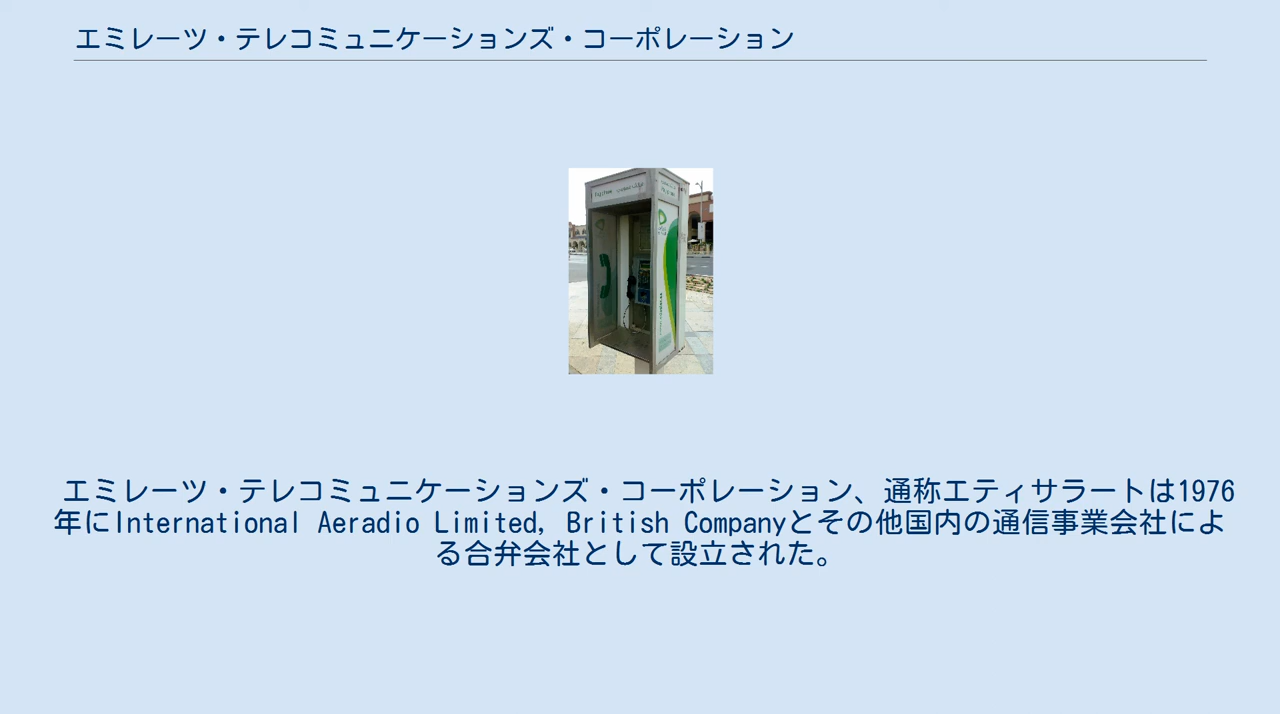 エミレーツ・テレコミュニケーションズ・コーポレーション
エミレーツ・テレコミュニケーションズ・コーポレーション、通称エティサラートは1976
年にInternational Aeradio Limited, British Companyとその他国内の通信事業会社によ
る合弁会社として設立された。